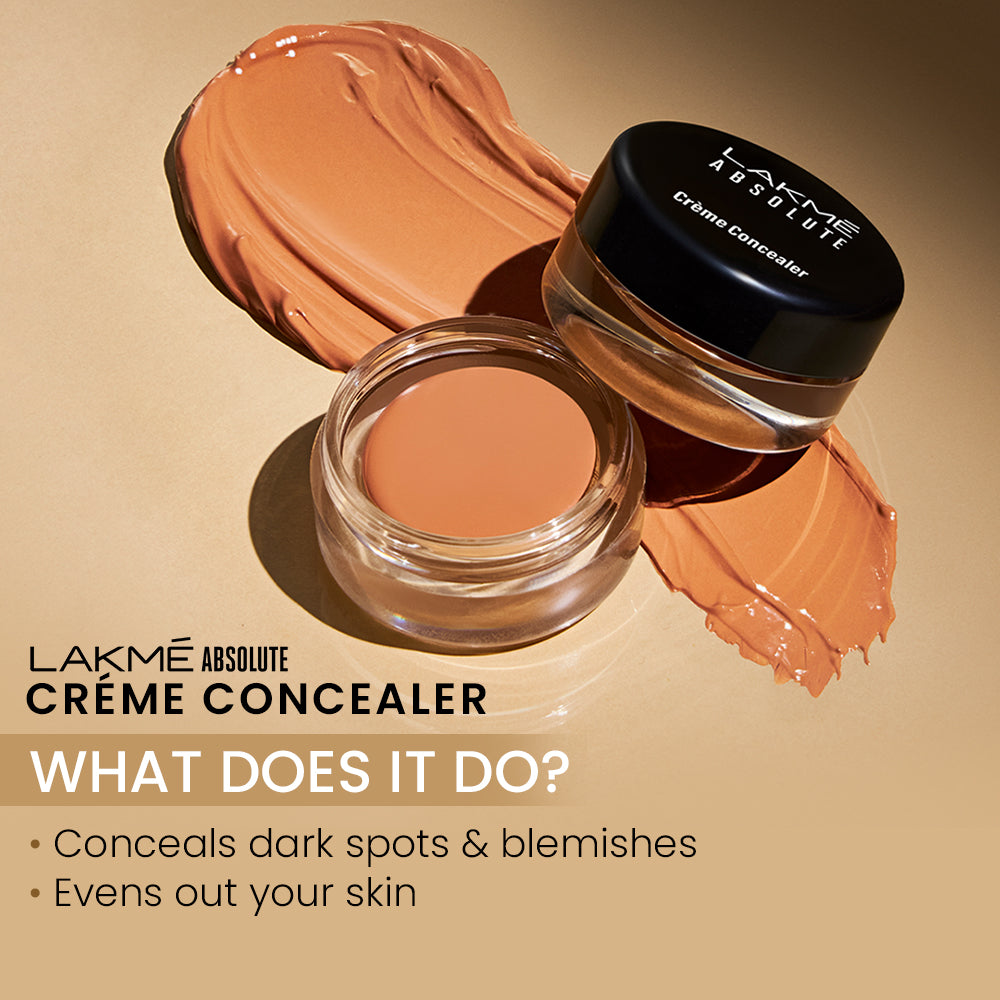 LAKMÉ
ABSOLUTE
Crème Concealer
LAKMÉ ABSOLUTE
CRÉME CONCEALER
WHAT DOES IT DO?
• Conceals dark spots & blemishes
• Evens out your skin